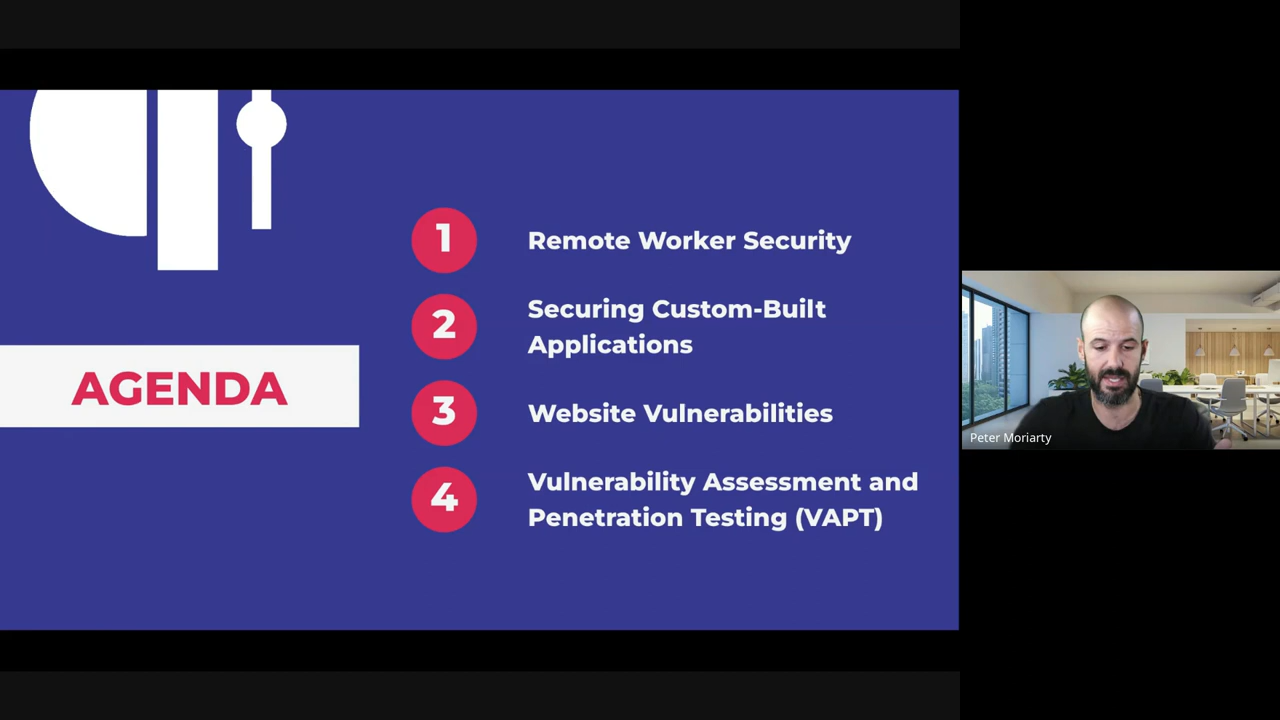 AGENDA
1
Remote Worker Security
2
Securing Custom-Built
Applications
3
Website Vulnerabilities
4
Vulnerability Assessment and
Penetration Testing (VAPT)
Peter Moriarty